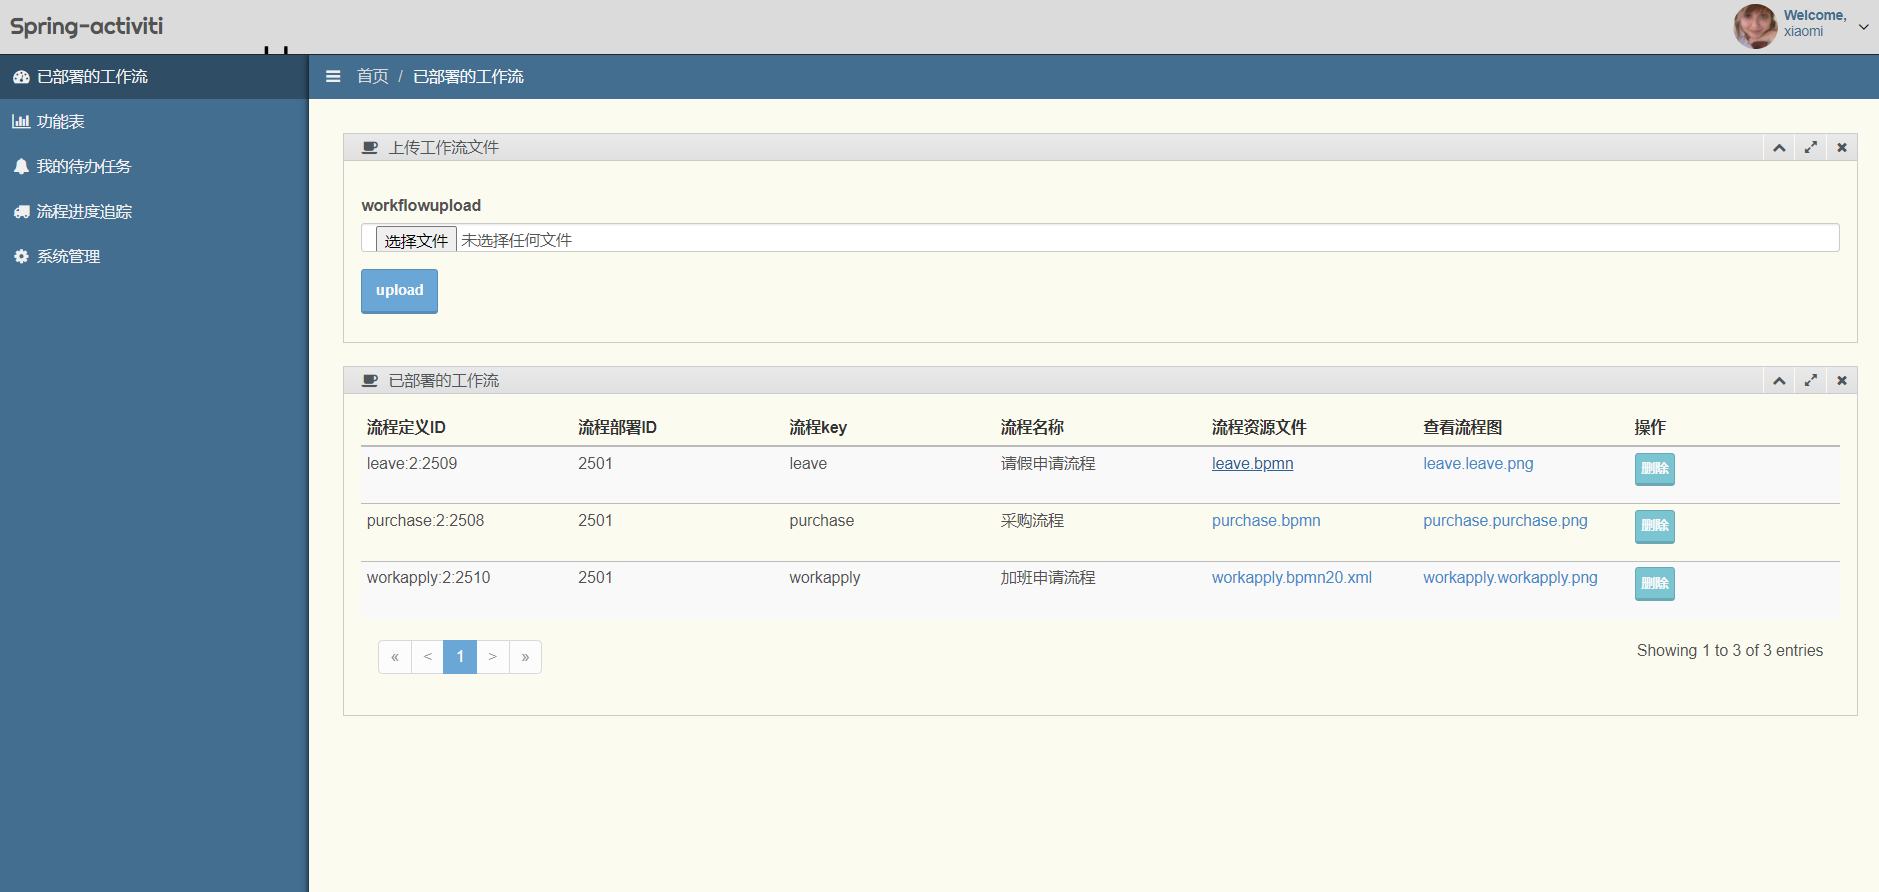 Spring-activiti
Welcome,
xiaomi
已部署的工作流
功能表
我的待办任务
流程进度追踪
系统管理
首页 / 已部署的工作流
上传工作流文件
workflowupload
选择文件 未选择任何文件
upload
已部署的工作流
流程定义ID 流程部署ID 流程key 流程名称 流程资源文件 查看流程图 操作
leave:2:2509 2501 leave 请假申请流程 leave.bpmn leave.leave.png 删除
purchase:2:2508 2501 purchase 采购流程 purchase.bpmn purchase.purchase.png 删除
workapply:2:2510 2501 workapply 加班申请流程 workapply.bpmn20.xml workapply.workapply.png 删除
« < 1 > » Showing 1 to 3 of 3 entries